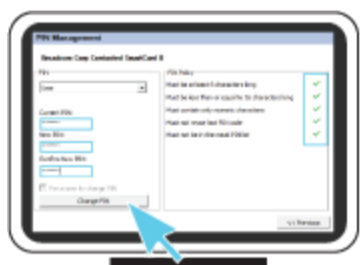 PIN Management
Broadcom Corp Contacted SmartCard 0
PIN
User
Current PIN:
New PIN:
Confirm New PIN:
Change PIN
PIN Policy
Must be at least 5 characters long
Must be less than or equal to 15 characters long
Must contain only numeric characters
Must not reuse last PIN code
Must not be in the weak PIN list
<< Previous